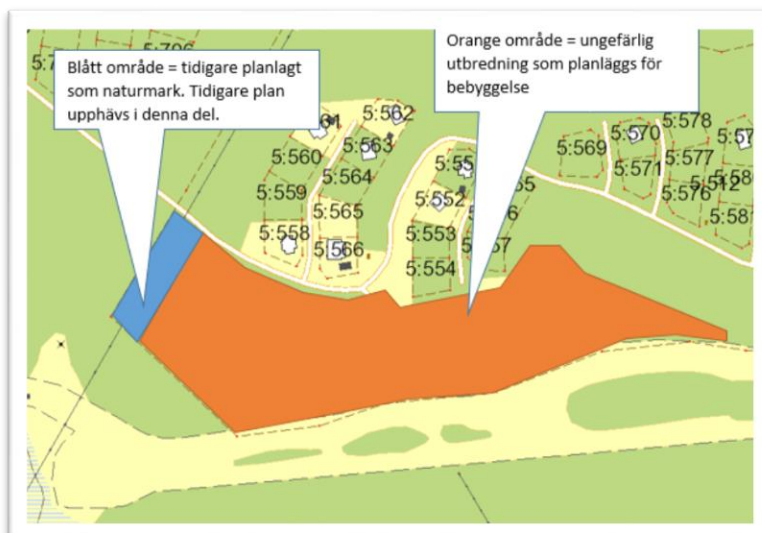 Blått område = tidigare planlagt
som naturmark. Tidigare plan
upphävs i denna del.
Orange område = ungefärlig
utbredning som planläggs för
bebyggelse
5:562
5:560
5:563
5:564
5:559
5:565
5:558
5:566
5:552
5:553
5:554
5:569
5:570
5:571
5:578
5:577
5:576